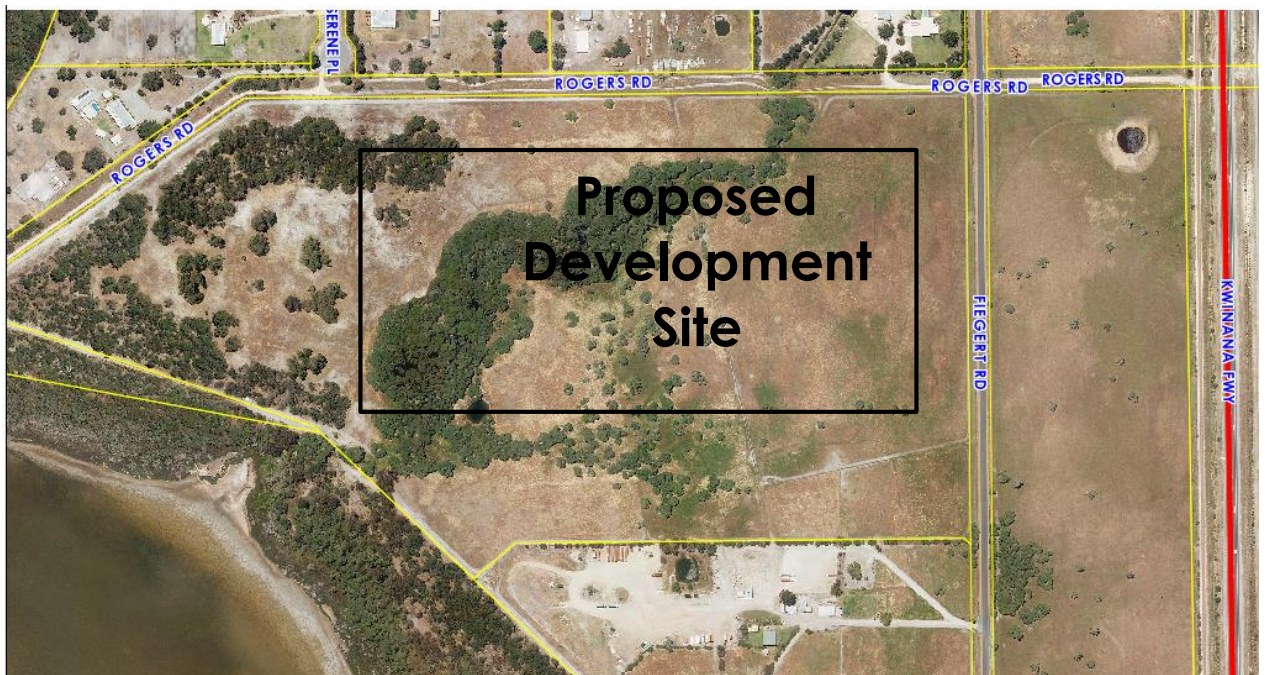 SERENE PL
ROGERS RD
ROGERS RD
ROGERS RD
ROGERS RD
Proposed
Development
Site
FIEGERT RD
KWINANA FWY